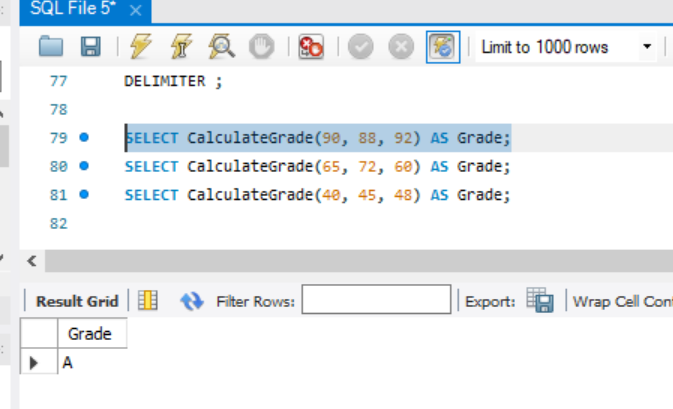 SQL File 5*
Limit to 1000 rows
77 DELIMITER ;
78
79 SELECT CalculateGrade(90, 88, 92) AS Grade;
80 SELECT CalculateGrade(65, 72, 60) AS Grade;
81 SELECT CalculateGrade(40, 45, 48) AS Grade;
82
Result Grid Filter Rows: Export: Wrap Cell Con
Grade
A